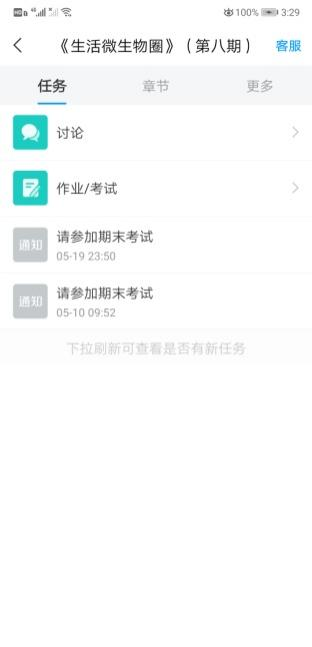 100% 3:29
《生活微生物圈》（第八期） 客服
任务 章节 更多
讨论
作业/考试
通知 请参加期末考试
05-19 23:50
通知 请参加期末考试
05-10 09:52
下拉刷新可查看是否有新任务